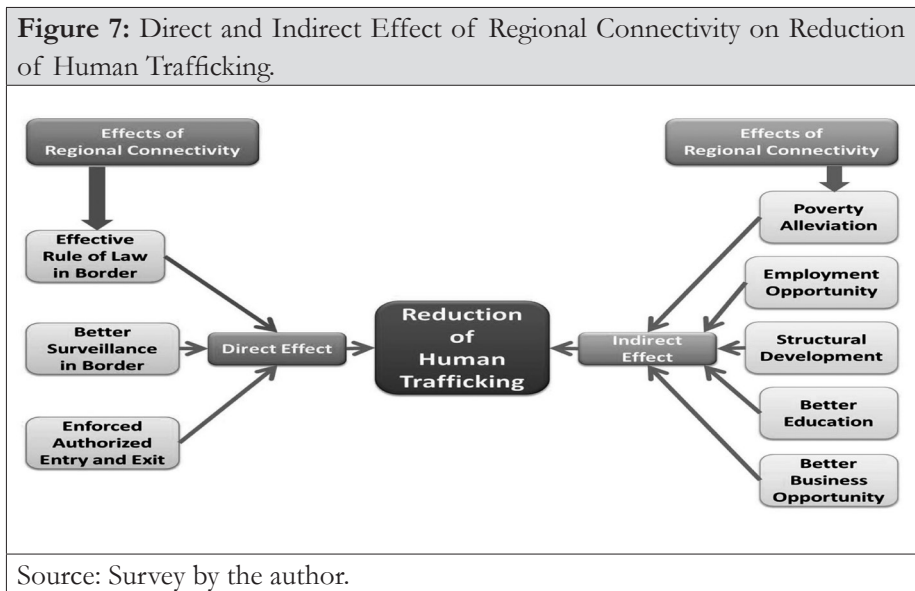 Figure 7: Direct and Indirect Effect of Regional Connectivity on Reduction
of Human Trafficking.
Effects of
Regional Connectivity
Effective
Rule of Law
in Border
Better
Surveillance
in Border
Enforced
Authorized
Entry and Exit
Direct Effect
Reduction
of
Human
Trafficking
Indirect
Effect
Effects of
Regional Connectivity
Poverty
Alleviation
Employment
Opportunity
Structural
Development
Better
Education
Better
Business
Opportunity
Source: Survey by the author.